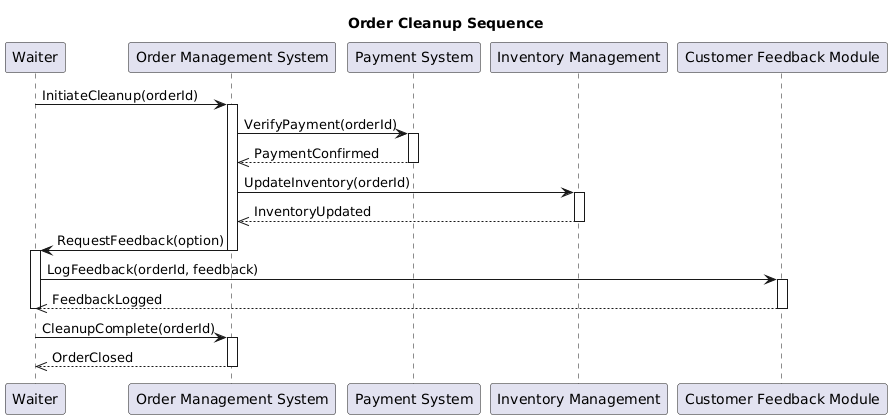 Order Cleanup Sequence
Waiter
Order Management System
Payment System
Inventory Management
Customer Feedback Module
InitiateCleanup(orderId)
VerifyPayment(orderId)
PaymentConfirmed
UpdateInventory(orderId)
InventoryUpdated
RequestFeedback(option)
LogFeedback(orderId, feedback)
FeedbackLogged
CleanupComplete(orderId)
OrderClosed
Waiter
Order Management System
Payment System
Inventory Management
Customer Feedback Module